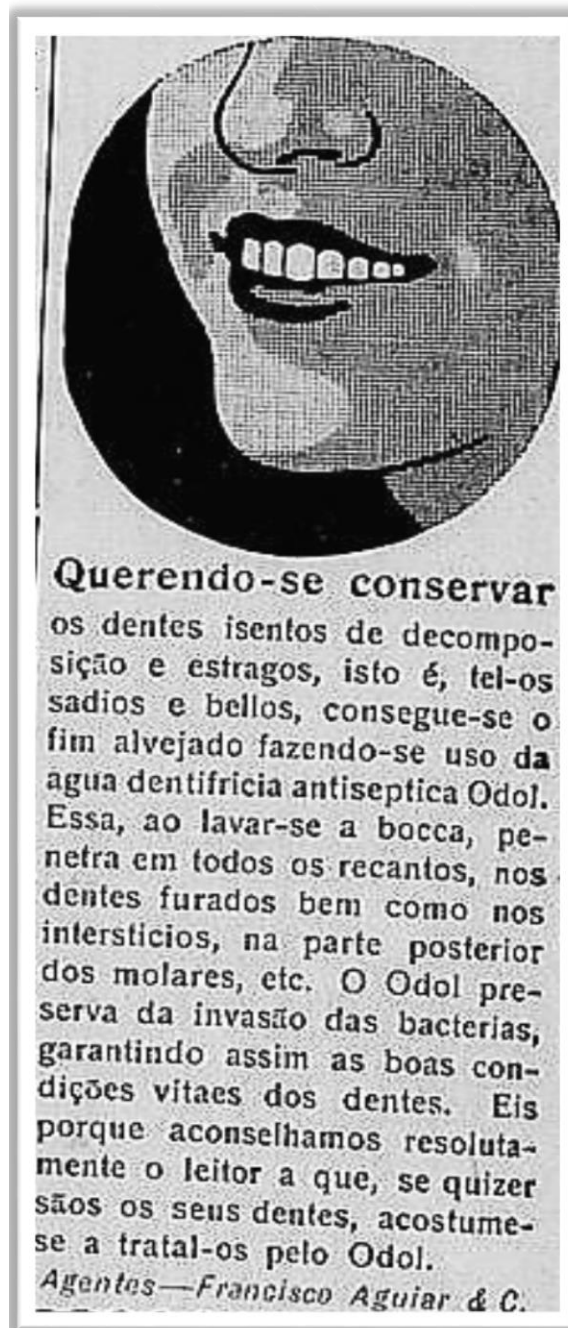 Querendo-se conservar
os dentes isentos de decompo-
sição e estragos, isto é, tel-os
sadios e bellos, consegue-se o
fim alvejado fazendo-se uso da
agua dentifricia antiseptica Odol.
Essa, ao lavar-se a bocca, pe-
netra em todos os recantos, nos
dentes furados bem como nos
intersticios, na parte posterior
dos molares, etc. O Odol pre-
serva da invasão das bacterias,
garantindo assim as boas con-
dições vitaes dos dentes. Eis
porque aconselhamos resoluta-
mente o leitor a que, se quizer
sãos os seus dentes, acostume-
se a tratal-os pelo Odol.
Agentes—Francisco Aguiar & C.